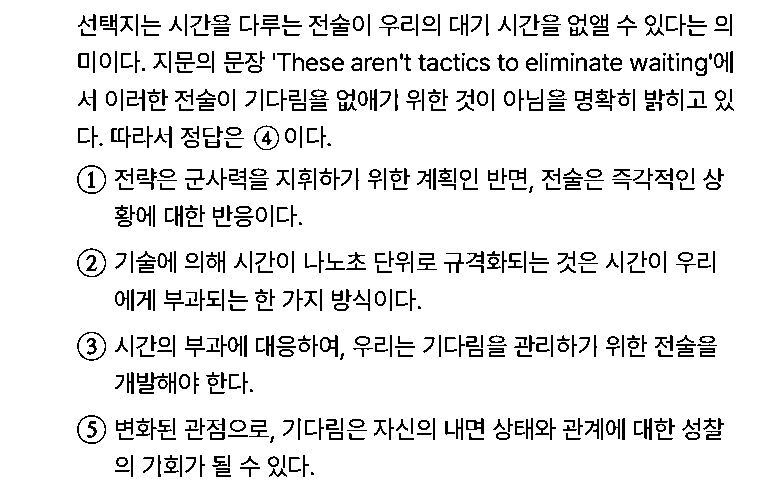 선택지는 시간을 다루는 전술이 우리의 대기 시간을 없앨 수 있다는 의
미이다. 지문의 문장 'These aren't tactics to eliminate waiting'에
서 이러한 전술이 기다림을 없애기 위한 것이 아님을 명확히 밝히고 있
다. 따라서 정답은 ④이다.
① 전략은 군사력을 지휘하기 위한 계획인 반면, 전술은 즉각적인 상
황에 대한 반응이다.
② 기술에 의해 시간이 나노초 단위로 규격화되는 것은 시간이 우리
에게 부과되는 한 가지 방식이다.
③ 시간의 부과에 대응하여, 우리는 기다림을 관리하기 위한 전술을
개발해야 한다.
⑤ 변화된 관점으로, 기다림은 자신의 내면 상태와 관계에 대한 성찰
의 기회가 될 수 있다.